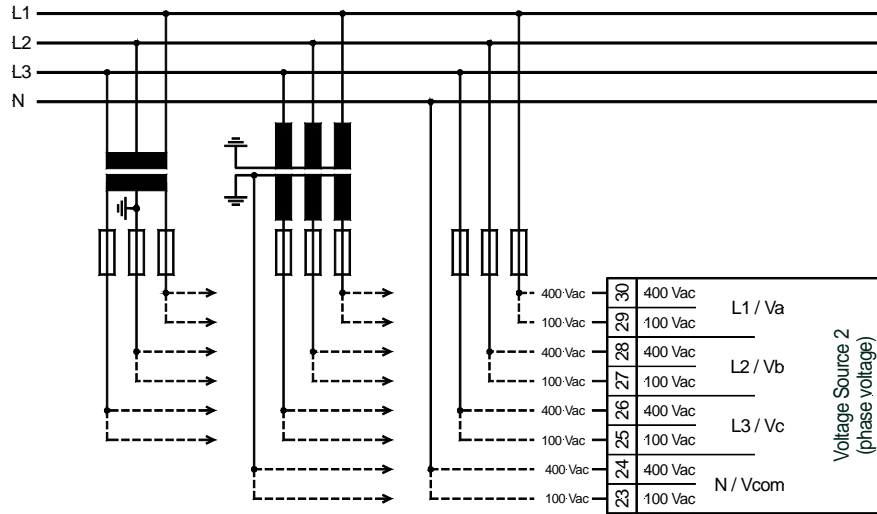 L1
L2
L3
N
400 Vac 30 400 Vac
L1 / Va
100 Vac 29 100 Vac
400 Vac 28 400 Vac
L2 / Vb
100 Vac 27 100 Vac
400 Vac 26 400 Vac
L3 / Vc
100 Vac 25 100 Vac
400 Vac 24 400 Vac
N / Vcom
100 Vac 23 100 Vac
Voltage Source 2
(phase voltage)